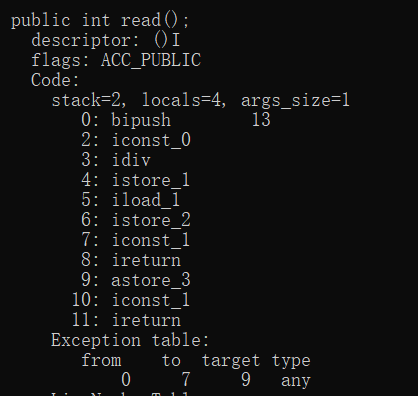 public int read();
descriptor: ()I
flags: ACC_PUBLIC
Code:
stack=2, locals=4, args_size=1
0: bipush 13
2: iconst_0
3: idiv
4: istore_1
5: iload_1
6: istore_2
7: iconst_1
8: ireturn
9: astore_3
10: iconst_1
11: ireturn
Exception table:
from to target type
0 7 9 any